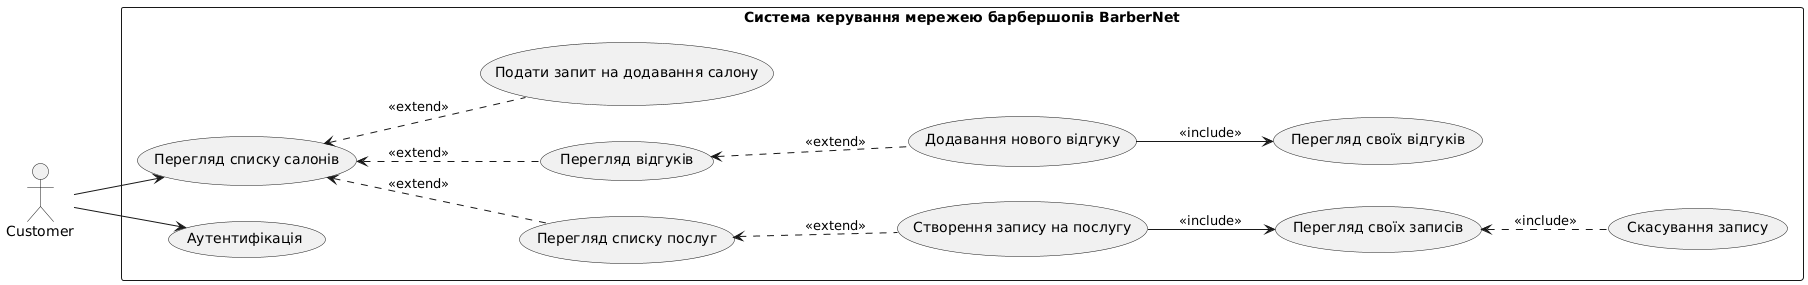 Система керування мережею барбершопів BarberNet
Подати запит на додавання салону
«extend»
Перегляд списку салонів
«extend»
Перегляд відгуків
«extend»
Додавання нового відгуку
«include»
Перегляд своїх відгуків
«extend»
Customer
Аутентифікація
Перегляд списку послуг
«extend»
Створення запису на послугу
«include»
Перегляд своїх записів
«include»
Скасування запису